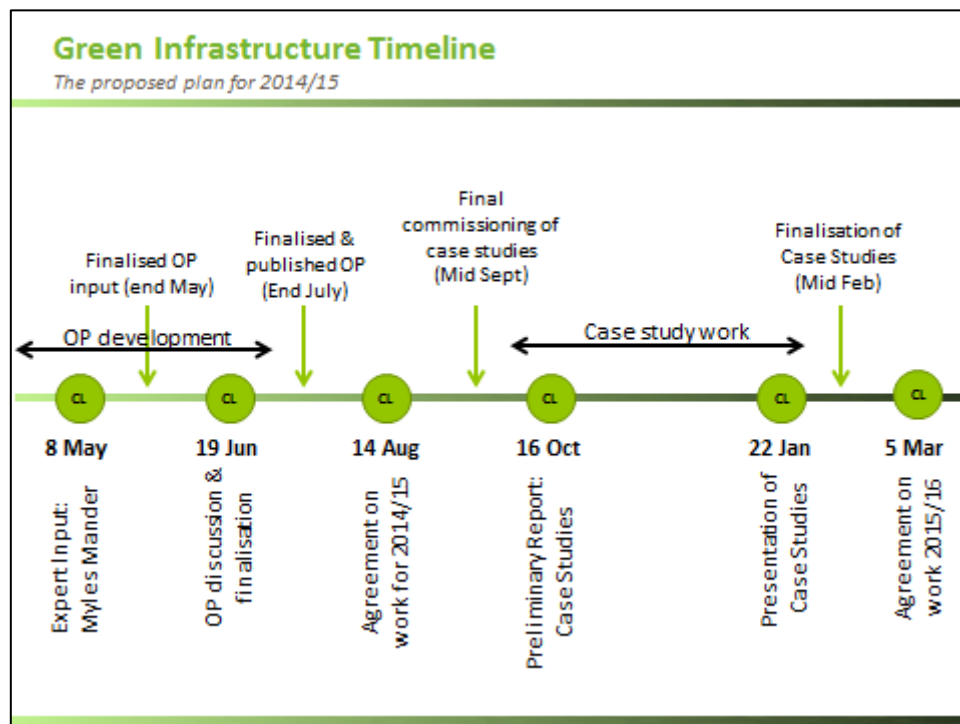 Green Infrastructure Timeline
The proposed plan for 2014/15
Finalised OP
input (end May)
Finalised &
published OP
(End July)
Final
commissioning of
case studies
(Mid Sept)
Finalisation of
Case Studies
(Mid Feb)
OP development
Case study work
CL
CL
CL
CL
CL
CL
8 May
19 Jun
14 Aug
16 Oct
22 Jan
5 Mar
Expert Input:
Myles Mander
OP discussion &
finalisation
Agreement on
work for 2014/15
Preliminary Report:
Case Studies
Presentation of
Case Studies
Agreement on
work 2015/16